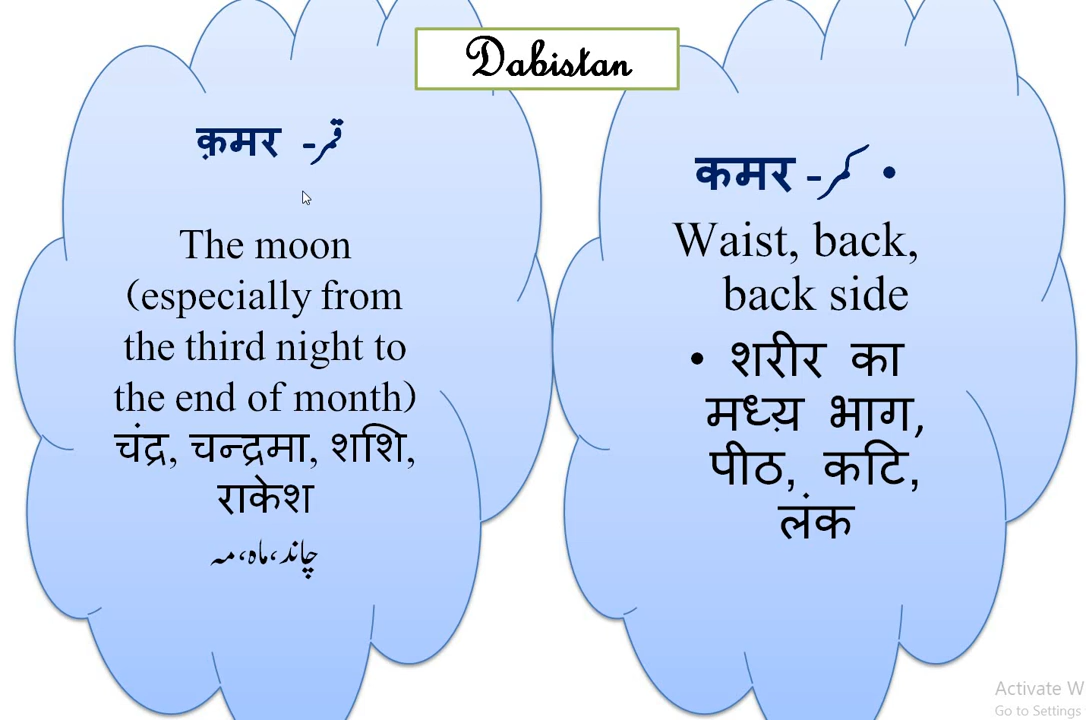 Dabistan
क़मर -قمر
The moon
(especially from
the third night to
the end of month)
चंद्र, चन्द्रमा, शशि,
राकेश
چاند،ماہ،مہ
कमर -کمر •
Waist, back,
back side
• शरीर का
मध्य़ भाग,
पीठ, कटि,
लंक
Activate W
Go to Settings